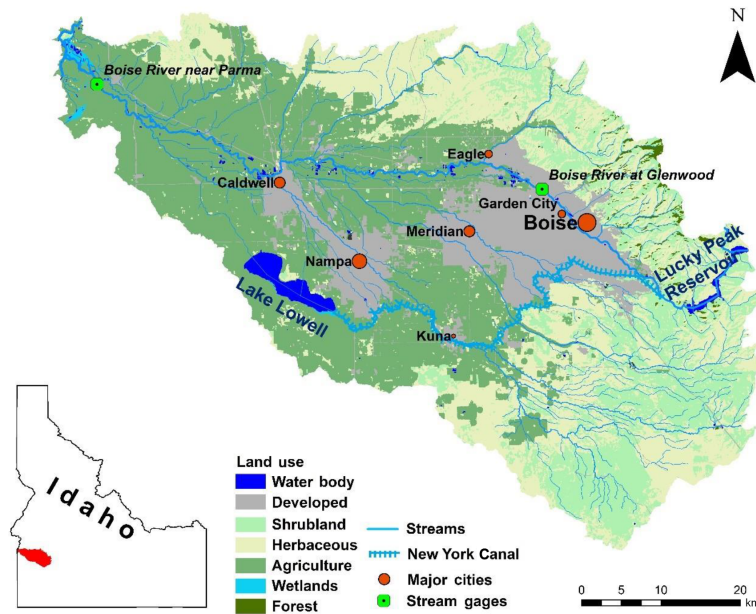 N
Boise River near Parma
Eagle
Boise River at Glenwood
Caldwell
Garden City
Boise
Meridian
Nampa
Lucky Peak
Reservoir
Lake Lowell
Kuna
Idaho
Land use
Water body
Developed
Shrubland
Herbaceous
Agriculture
Wetlands
Forest
Streams
New York Canal
Major cities
Stream gages
0 5 10 20
km